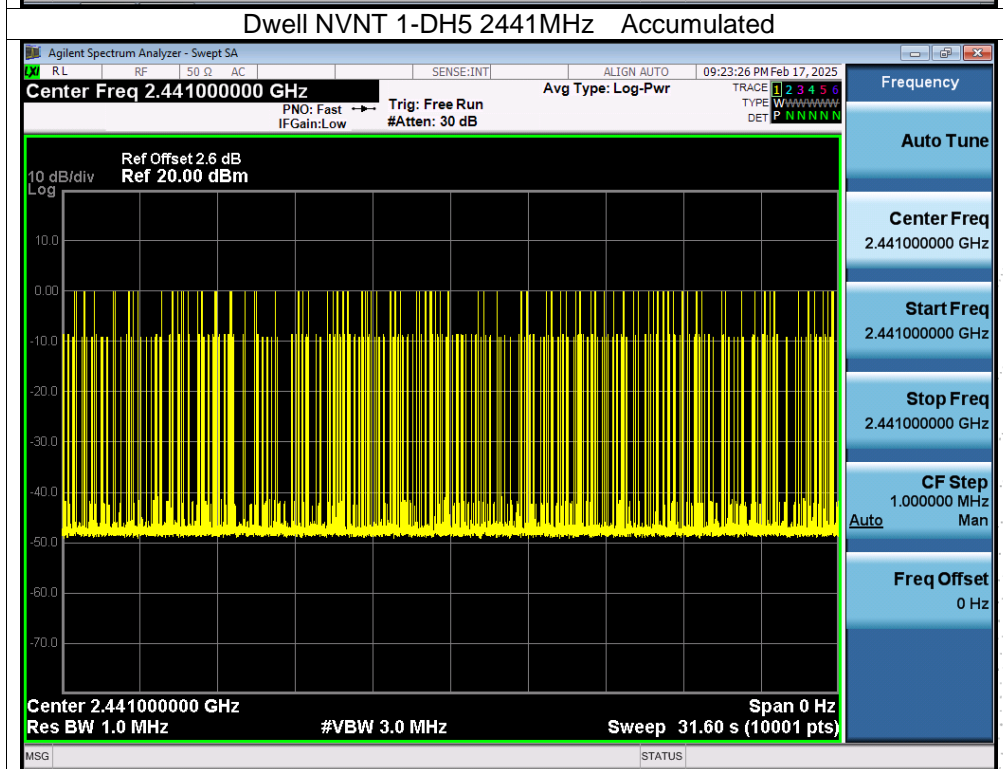 Dwell NVNT 1-DH5 2441MHz Accumulated
Agilent Spectrum Analyzer - Swept SA
LXI RL RF 50 Ω AC SENSE:INT ALIGN AUTO 09:23:26 PM Feb 17, 2025
Center Freq 2.441000000 GHz
PNO: Fast
IFGain:Low
Trig: Free Run
#Atten: 30 dB
Avg Type: Log-Pwr
TRACE 1 2 3 4 5 6
TYPE WWWWWWW
DET P N N N N N
Ref Offset 2.6 dB
10 dB/div Ref 20.00 dBm
Log
10.0
0.00
-10.0
-20.0
-30.0
-40.0
-50.0
-60.0
-70.0
Center 2.441000000 GHz Span 0 Hz
Res BW 1.0 MHz #VBW 3.0 MHz Sweep 31.60 s (10001 pts)
MSG STATUS
Frequency
Auto Tune
Center Freq
2.441000000 GHz
Start Freq
2.441000000 GHz
Stop Freq
2.441000000 GHz
CF Step
1.000000 MHz
Auto Man
Freq Offset
0 Hz